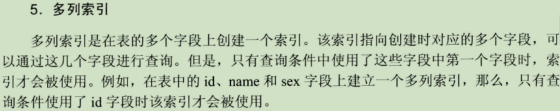 5．多列索引
多列索引是在表的多个字段上创建一个索引。该索引指向创建时对应的多个字段，可
以通过这几个字段进行查询。但是，只有查询条件中使用了这些字段中第一个字段时，索
引才会被使用。例如，在表中的 id、name 和 sex 字段上建立一个多列索引，那么，只有查
询条件使用了 id 字段时该索引才会被使用。